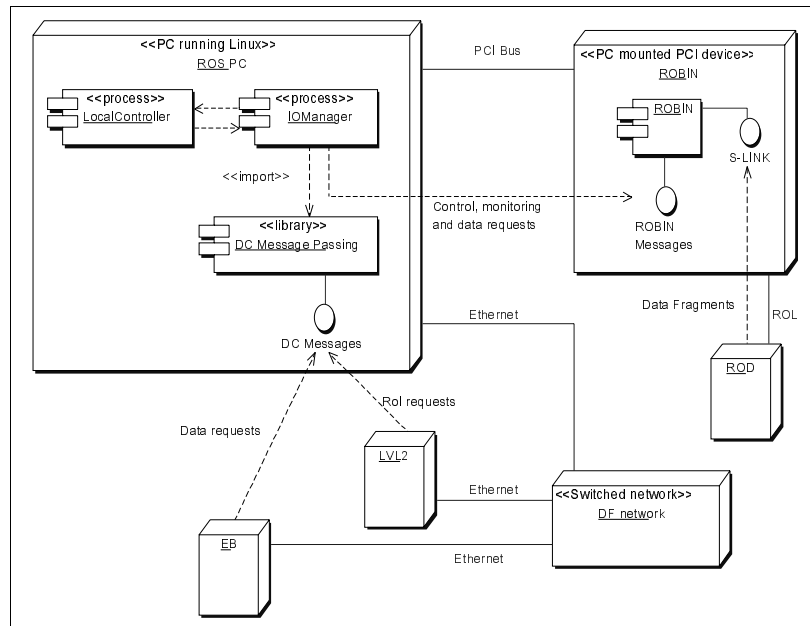 <<PC running Linux>>
ROS PC
<<process>>
LocalController
<<process>>
IOManager
<<import>>
<<library>>
DC Message Passing
DC Messages
PCI Bus
<<PC mounted PCI device>>
ROBIN
ROBIN
S-LINK
ROBIN
Messages
Control, monitoring
and data requests
Data Fragments
ROL
ROD
Ethernet
RoI requests
Data requests
LVL2
Ethernet
<<Switched network>>
DF network
EB
Ethernet